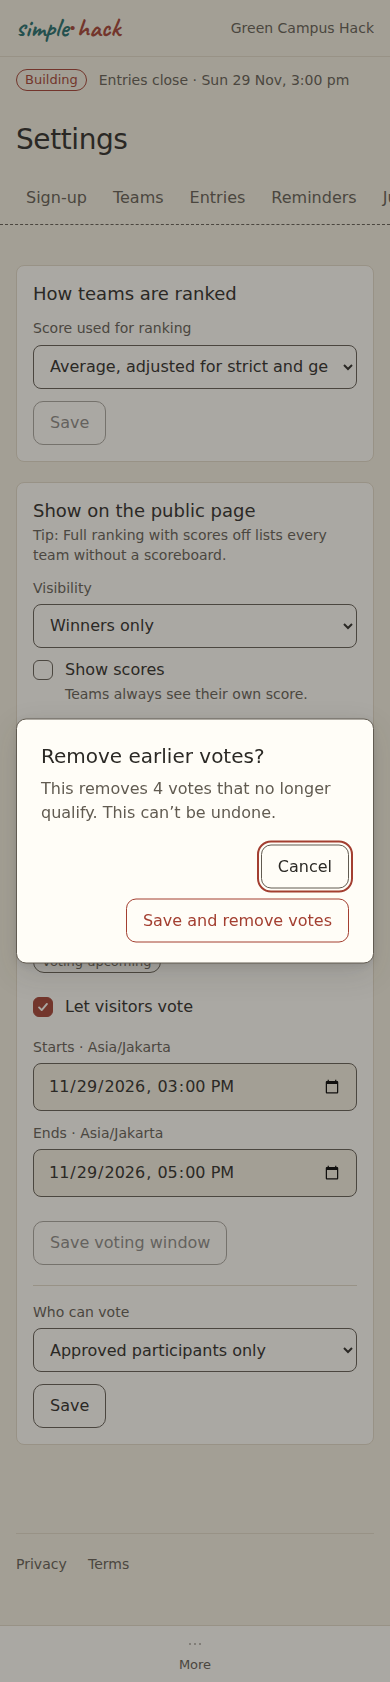 simple hack
Green Campus Hack
Building
Entries close · Sun 29 Nov, 3:00 pm
Settings
Sign-up
Teams
Entries
Reminders
How teams are ranked
Score used for ranking
Average, adjusted for strict and ge
Save
Show on the public page
Tip: Full ranking with scores off lists every
team without a scoreboard.
Visibility
Winners only
Show scores
Teams always see their own score.
Remove earlier votes?
This removes 4 votes that no longer
qualify. This can’t be undone.
Cancel
Save and remove votes
Voting upcoming
Let visitors vote
Starts · Asia/Jakarta
11/29/2026, 03:00 PM
Ends · Asia/Jakarta
11/29/2026, 05:00 PM
Save voting window
Who can vote
Approved participants only
Save
Privacy
Terms
...
More